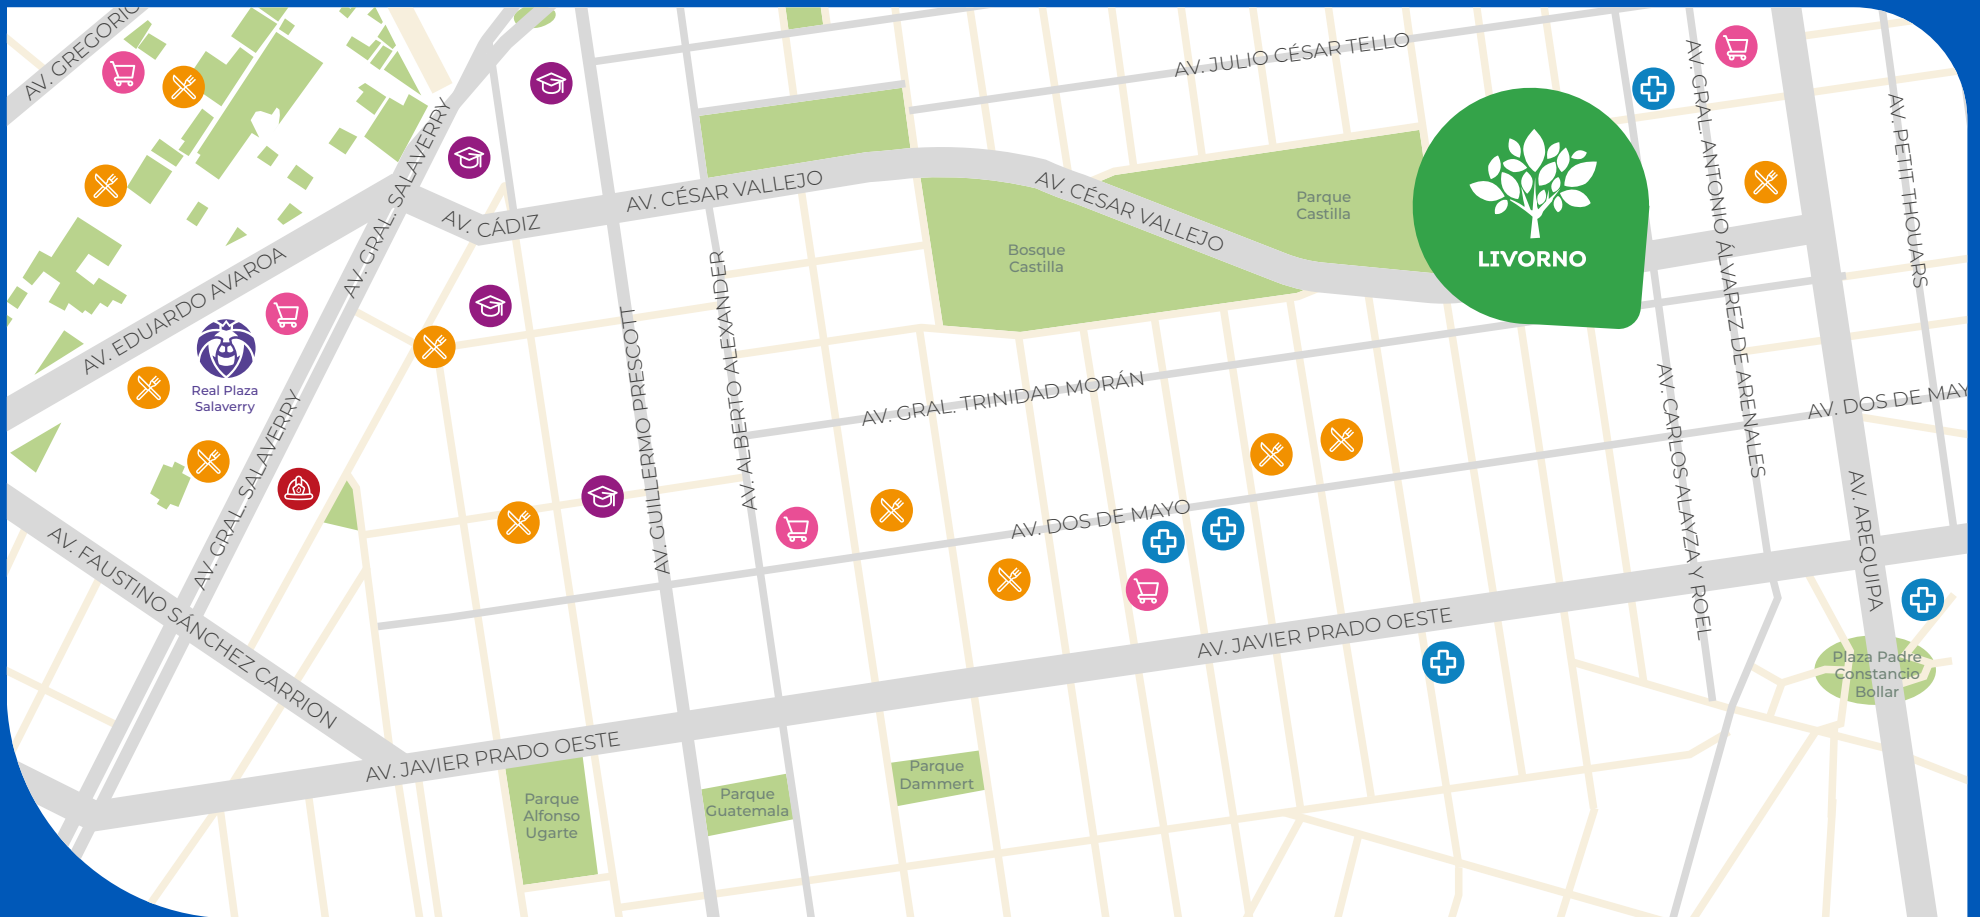 AV. GREGORIO
AV. JULIO CÉSAR TELLO
AV. GRAL. ANTONIO ÁLVAREZ DE ARENALES
AV. PETIT THOUARS
AV. GRAL. SALAVERRY
AV. CÁDIZ
AV. CÉSAR VALLEJO
AV. CÉSAR VALLEJO
Parque
Castilla
Bosque
Castilla
LIVORNO
AV. EDUARDO AVAROA
Real Plaza
Salaverry
AV. GUILLERMO PRESCOTT
AV. ALBERTO ALEXANDER
AV. GRAL. TRINIDAD MORÁN
AV. CARLOS ALAYZA Y ROEL
AV. DOS DE MAY
AV. GRAL. SALAVERRY
AV. DOS DE MAYO
AV. AREQUIPA
AV. FAUSTINO SÁNCHEZ CARRION
AV. JAVIER PRADO OESTE
Plaza Padre
Constancio
Bollar
AV. JAVIER PRADO OESTE
Parque
Alfonso
Ugarte
Parque
Guatemala
Parque
Dammert